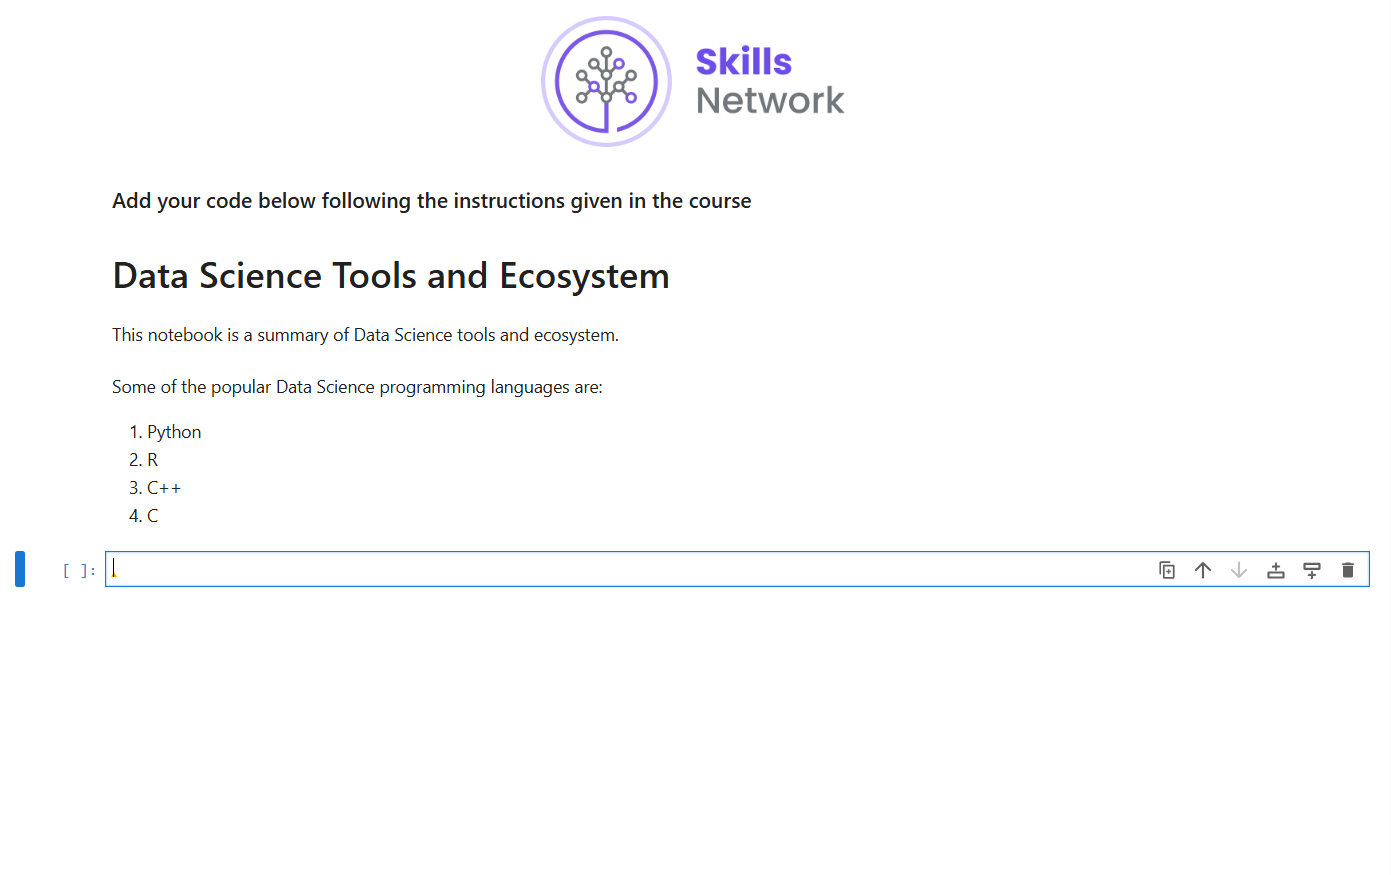 Skills
Network
Add your code below following the instructions given in the course
Data Science Tools and Ecosystem
This notebook is a summary of Data Science tools and ecosystem.
Some of the popular Data Science programming languages are:
1. Python
2. R
3. C++
4. C
[ ]: